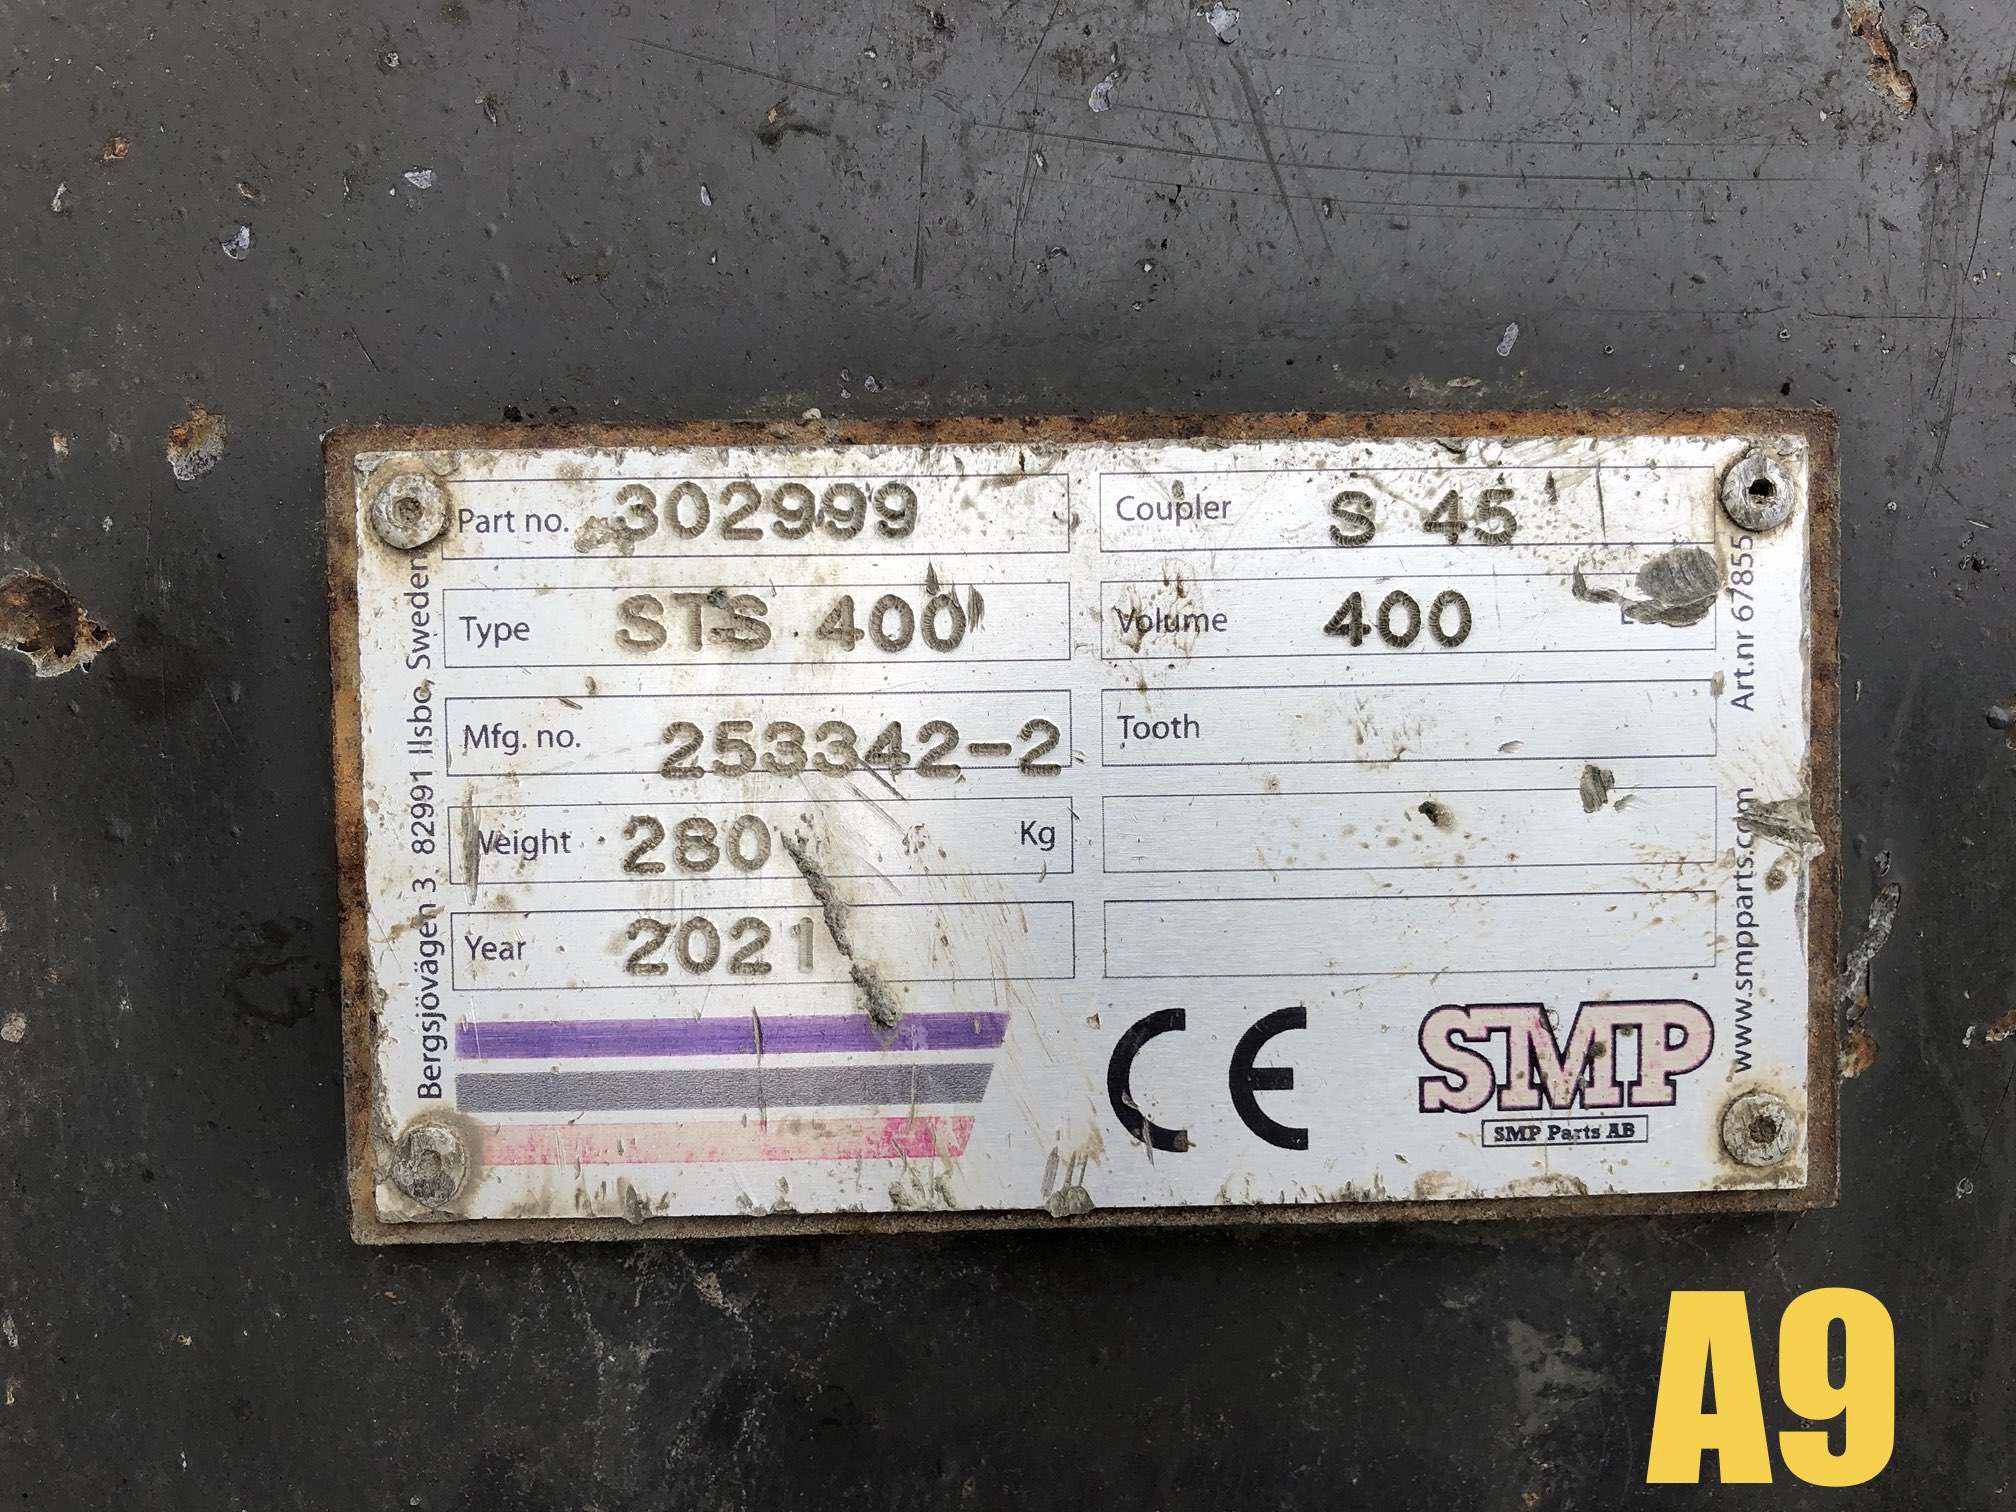 Part no. 302999
Type STS 400
Mfg. no. 253342-2
Weight 280 Kg
Year 2021
Coupler S 45
Volume 400
Tooth
Bergsjövägen 3 82991 Ilsbo, Sweden
Art.nr 67855
www.smpparts.com
CE
SMP
SMP Parts AB
A9